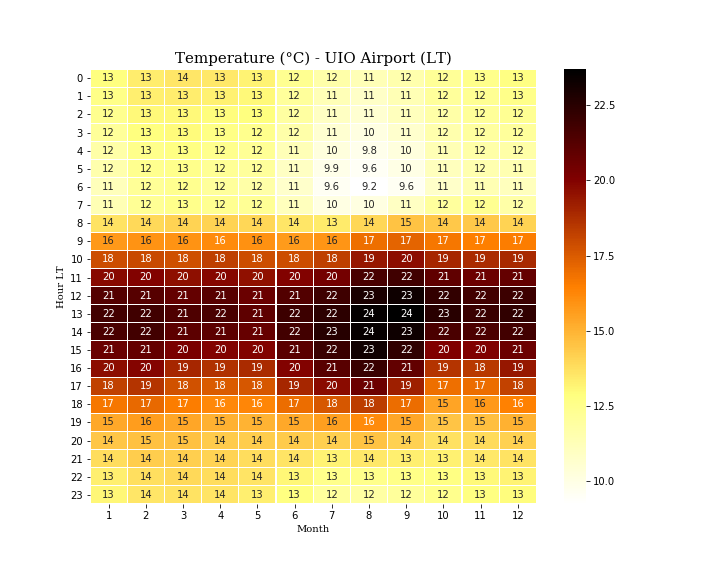 Temperature (°C) - UIO Airport (LT)
0 13 13 14 13 13 12 12 11 12 12 13 13
1 13 13 13 13 13 12 11 11 11 12 12 13
2 12 13 13 13 13 12 11 11 11 12 12 12
3 12 13 13 13 12 12 11 10 11 12 12 12
4 12 13 13 12 12 11 10 9.8 10 11 12 12
5 12 12 13 12 12 11 9.9 9.6 10 11 12 11
6 11 12 12 12 12 11 9.6 9.2 9.6 11 11 11
7 11 12 13 12 12 11 10 10 11 12 12 12
8 14 14 14 14 14 14 13 14 15 14 14 14
9 16 16 16 16 16 16 16 17 17 17 17 17
10 18 18 18 18 18 18 18 19 20 19 19 19
11 20 20 20 20 20 20 20 22 22 21 21 21
12 21 21 21 21 21 21 22 23 23 22 22 22
13 22 22 21 22 21 22 22 24 24 23 22 22
14 22 22 21 21 21 22 23 24 23 22 22 22
15 21 21 20 20 20 21 22 23 22 20 20 21
16 20 20 19 19 19 20 21 22 21 19 18 19
17 18 19 18 18 18 19 20 21 19 17 17 18
18 17 17 17 16 16 17 18 18 17 15 16 16
19 15 16 15 15 15 15 16 16 15 15 15 15
20 14 15 15 14 14 14 14 15 14 14 14 14
21 14 14 14 14 14 14 13 14 13 13 14 14
22 13 14 14 14 14 13 13 13 13 13 13 13
23 13 14 14 14 13 13 12 12 12 12 13 13
1 2 3 4 5 6 7 8 9 10 11 12
Month
Hour LT
22.5
20.0
17.5
15.0
12.5
10.0